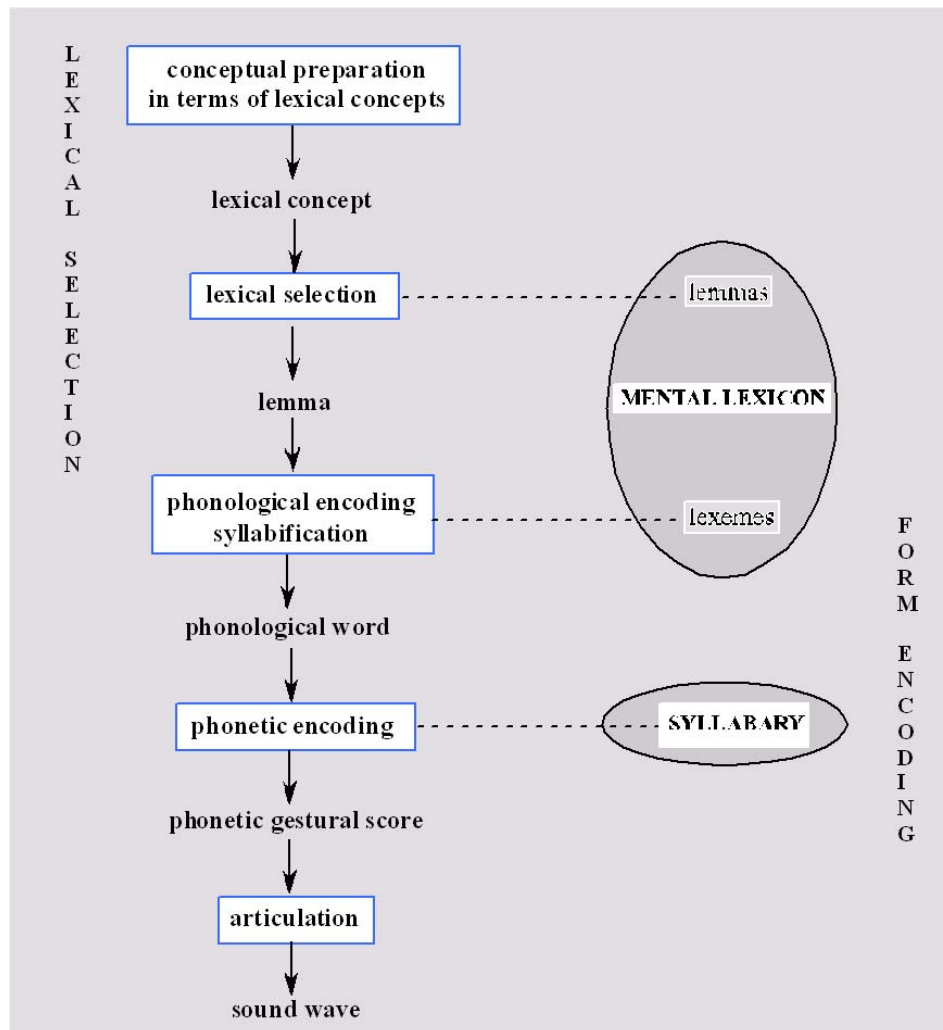 LEXICAL SELECTION
conceptual preparation
in terms of lexical concepts
lexical concept
lexical selection
lemmas
MENTAL LEXICON
lemma
phonological encoding
syllabification
lexemes
FORM ENCODING
phonological word
phonetic encoding
SYLLABARY
phonetic gestural score
articulation
sound wave